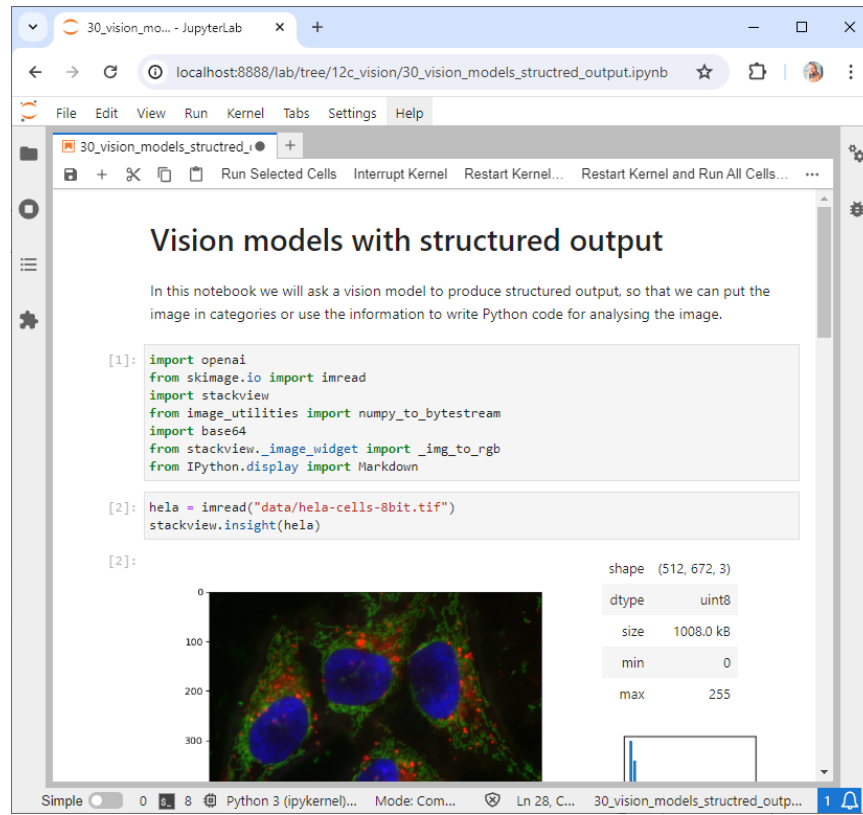 30_vision_mo... - JupyterLab
localhost:8888/lab/tree/12c_vision/30_vision_models_structred_output.ipynb
File Edit View Run Kernel Tabs Settings Help
30_vision_models_structred_
Run Selected Cells Interrupt Kernel Restart Kernel... Restart Kernel and Run All Cells... ...
Vision models with structured output
In this notebook we will ask a vision model to produce structured output, so that we can put the
image in categories or use the information to write Python code for analysing the image.
[1]: import openai
from skimage.io import imread
import stackview
from image_utilities import numpy_to_bytestream
import base64
from stackview._image_widget import _img_to_rgb
from IPython.display import Markdown
[2]: hela = imread("data/hela-cells-8bit.tif")
stackview.insight(hela)
[2]:
shape (512, 672, 3)
dtype uint8
size 1008.0 kB
min 0
max 255
0
100
200
300
Simple 0 s_ 8 Python 3 (ipykernel)... Mode: Com... Ln 28, C... 30_vision_models_structred_outp... 1